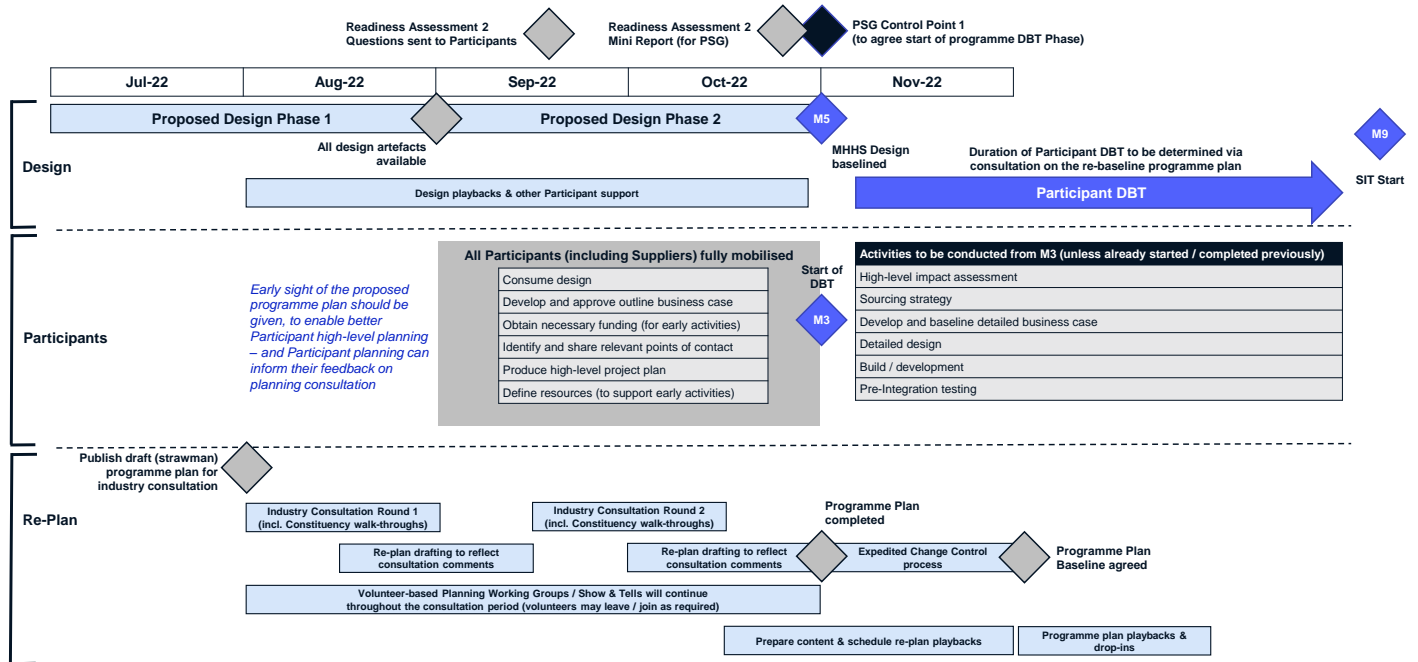 Readiness Assessment 2
Questions sent to Participants
Readiness Assessment 2
Mini Report (for PSG)
PSG Control Point 1
(to agree start of programme DBT Phase)
Jul-22
Aug-22
Sep-22
Oct-22
Nov-22
Design
Proposed Design Phase 1
Proposed Design Phase 2
M5
M9
All design artefacts
available
MHHS Design
baselined
Duration of Participant DBT to be determined via
consultation on the re-baseline programme plan
SIT Start
Design playbacks & other Participant support
Participant DBT
Participants
Early sight of the proposed
programme plan should be
given, to enable better
Participant high-level planning
– and Participant planning can
inform their feedback on
planning consultation
All Participants (including Suppliers) fully mobilised
Consume design
Develop and approve outline business case
Obtain necessary funding (for early activities)
Identify and share relevant points of contact
Produce high-level project plan
Define resources (to support early activities)
Start of
DBT
M3
Activities to be conducted from M3 (unless already started / completed previously)
High-level impact assessment
Sourcing strategy
Develop and baseline detailed business case
Detailed design
Build / development
Pre-Integration testing
Re-Plan
Publish draft (strawman)
programme plan for
industry consultation
Industry Consultation Round 1
(incl. Constituency walk-throughs)
Industry Consultation Round 2
(incl. Constituency walk-throughs)
Programme Plan
completed
Re-plan drafting to reflect
consultation comments
Re-plan drafting to reflect
consultation comments
Expedited Change Control
process
Programme Plan
Baseline agreed
Volunteer-based Planning Working Groups / Show & Tells will continue
throughout the consultation period (volunteers may leave / join as required)
Prepare content & schedule re-plan playbacks
Programme plan playbacks &
drop-ins